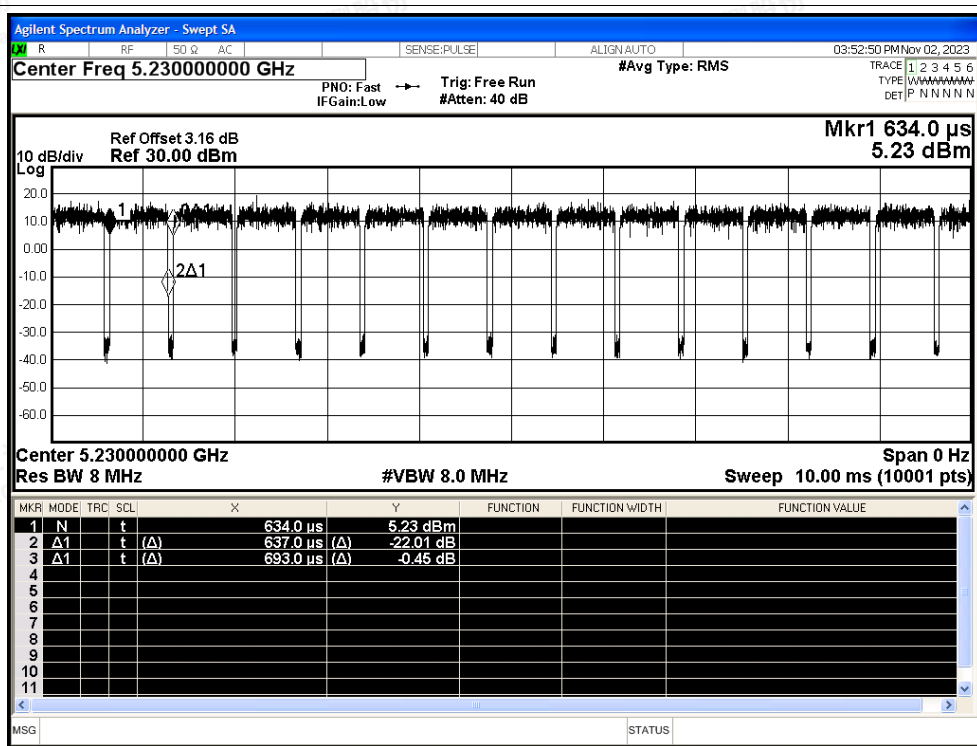 Agilent Spectrum Analyzer - Swept SA
LXI R RF 50 Ω AC SENSE:PULSE ALIGN AUTO 03:52:50 PM Nov 02, 2023
Center Freq 5.230000000 GHz
PNO: Fast
IFGain:Low
Trig: Free Run
#Atten: 40 dB
#Avg Type: RMS
TRACE 1 2 3 4 5 6
TYPE W
DET P N N N N N
Mkr1 634.0 µs
5.23 dBm
Ref Offset 3.16 dB
10 dB/div Ref 30.00 dBm
Log
20.0
10.0
0.00
-10.0
-20.0
-30.0
-40.0
-50.0
-60.0
1
2Δ1
Center 5.230000000 GHz Span 0 Hz
Res BW 8 MHz #VBW 8.0 MHz Sweep 10.00 ms (10001 pts)
MKR MODE TRC SCL X Y FUNCTION FUNCTION WIDTH FUNCTION VALUE
1 N t 634.0 µs 5.23 dBm
2 Δ1 t (Δ) 637.0 µs (Δ) -22.01 dB
3 Δ1 t (Δ) 693.0 µs (Δ) -0.45 dB
4
5
6
7
8
9
10
11
MSG STATUS